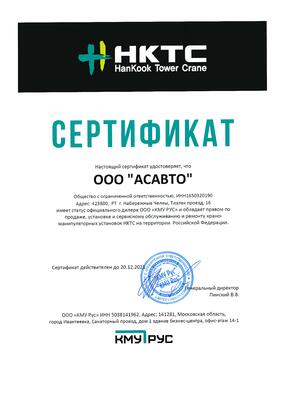 HKTC
HanKook Tower Crane
СЕРТИФИКАТ
Настоящий сертификат удостоверяет, что
ООО "АСАВТО"
Общество с ограниченной ответственностью, ИНН1650320190
Адрес: 423800, РТ г. Набережные Челны, Тиэлек проезд, 16
имеет статус официального дилера ООО «КМУ РУС» и обладает правом по
продаже, установке и сервисному обслуживанию и ремонту крано-
манипуляторных установок HKTC на территории Российской Федерации.
Сертификат действителен до 20.12.2023
Генеральный директор
Линский В.В.
ООО «КМУ Рус» ИНН 5038141962, Адрес: 141281, Московская область,
город Ивантеевка, Санаторный проезд, дом 1 здание бизнес-центра, офис-этаж 14-1
КМУ РУС